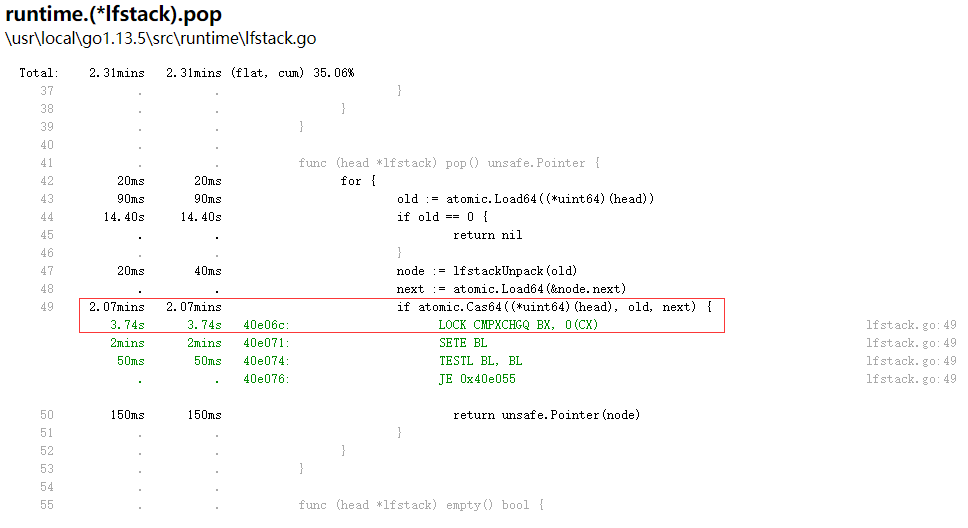 runtime.(*lfstack).pop
\usr\local\go1.13.5\src\runtime\lfstack.go
Total: 2.31mins 2.31mins (flat, cum) 35.06%
37 . . }
38 . . }
39 . . }
40 . .
41 . . func (head *lfstack) pop() unsafe.Pointer {
42 20ms 20ms for {
43 90ms 90ms old := atomic.Load64((*uint64)(head))
44 14.40s 14.40s if old == 0 {
45 . . return nil
46 . . }
47 20ms 40ms node := lfstackUnpack(old)
48 . . next := atomic.Load64(&node.next)
49 2.07mins 2.07mins if atomic.Cas64((*uint64)(head), old, next) {
3.74s 3.74s 40e06c: LOCK CMPXCHGQ BX, 0(CX) lfstack.go:49
2mins 2mins 40e071: SETE BL lfstack.go:49
50ms 50ms 40e074: TESTL BL, BL lfstack.go:49
. . 40e076: JE 0x40e055 lfstack.go:49
50 150ms 150ms return unsafe.Pointer(node)
51 . . }
52 . . }
53 . . }
54 . .
55 . . func (head *lfstack) empty() bool {